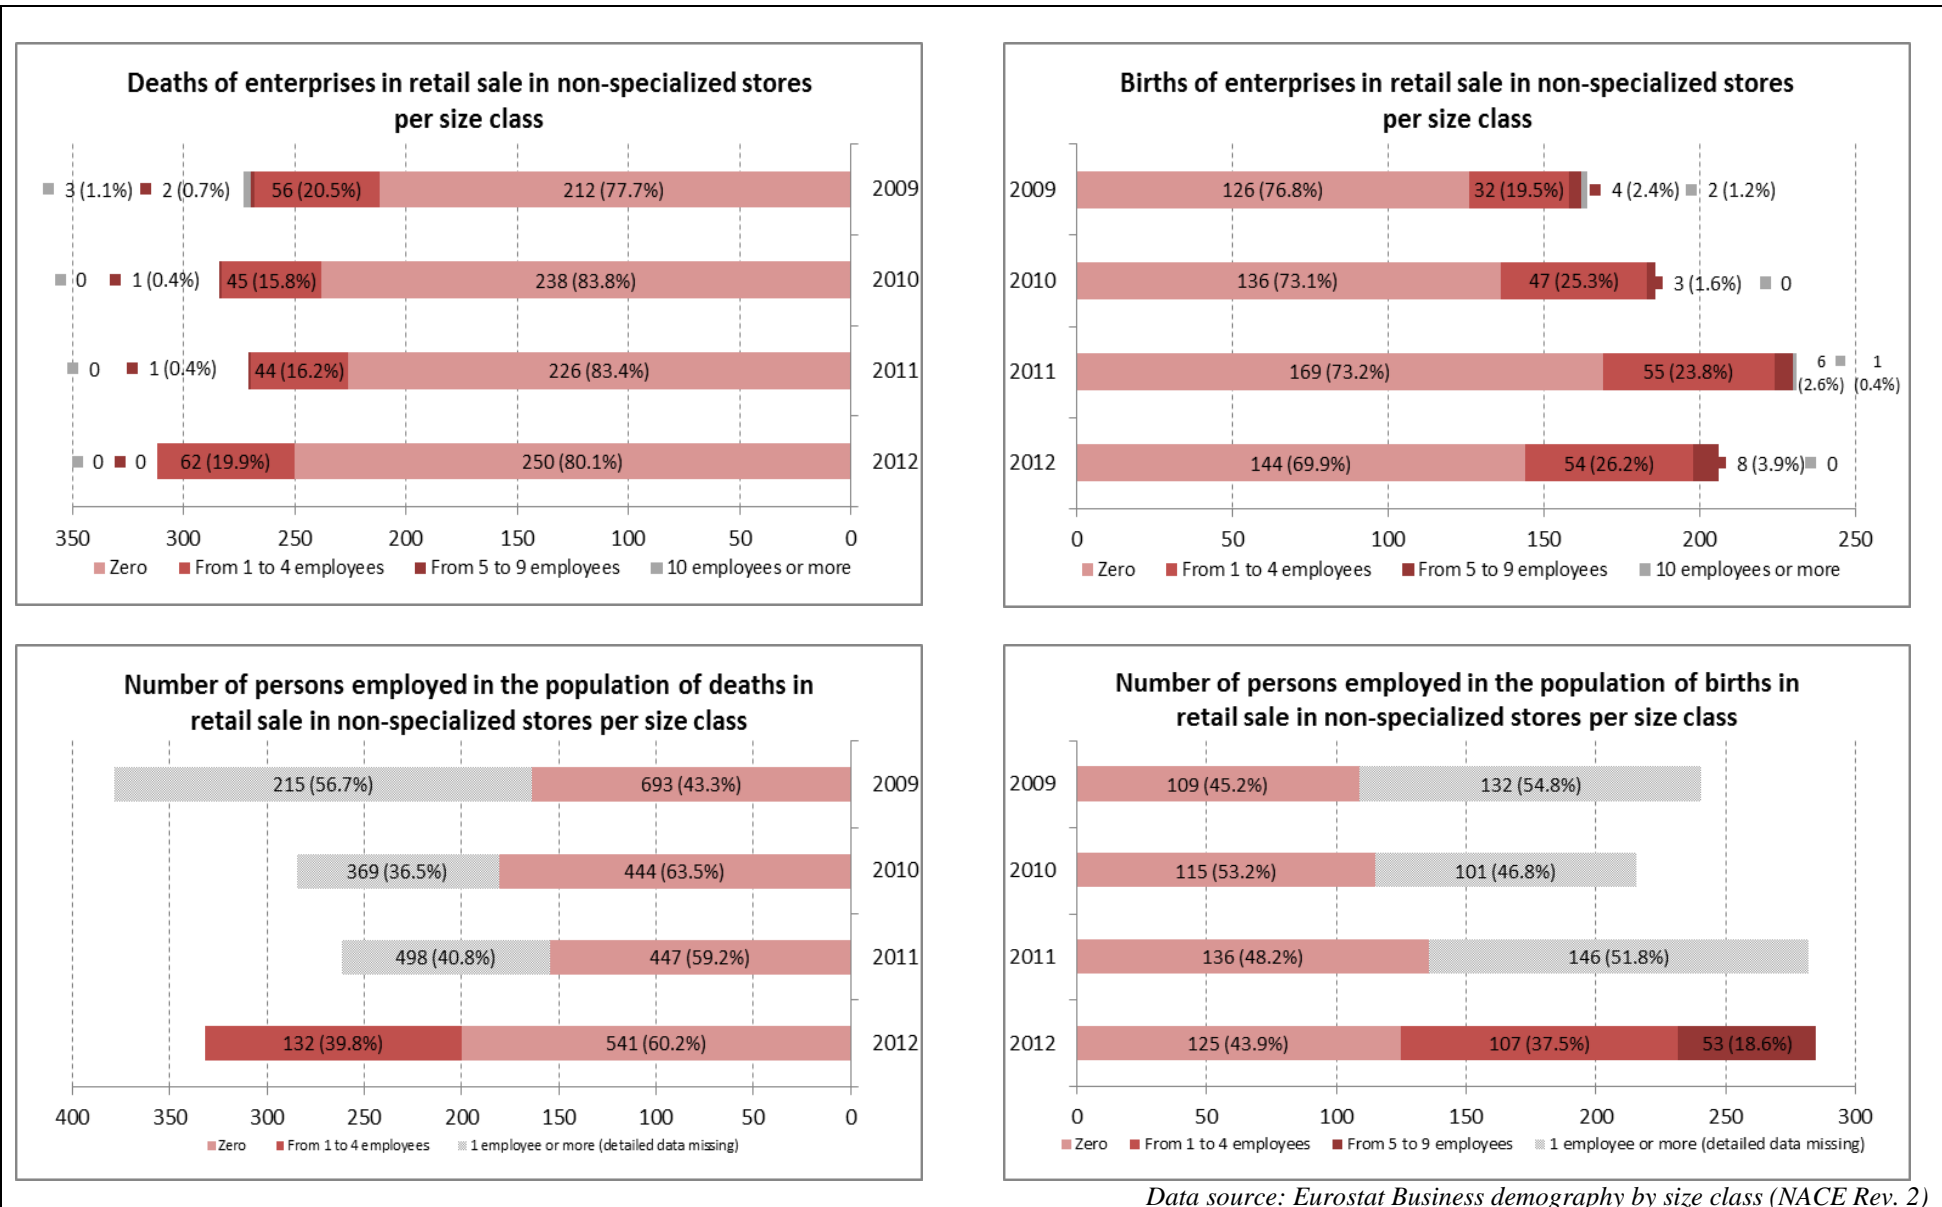 Deaths of enterprises in retail sale in non-specialized stores
per size class
3 (1.1%) 2 (0.7%) 56 (20.5%) 212 (77.7%) 2009
0 1 (0.4%) 45 (15.8%) 238 (83.8%) 2010
0 1 (0.4%) 44 (16.2%) 226 (83.4%) 2011
0 0 62 (19.9%) 250 (80.1%) 2012
350 300 250 200 150 100 50 0
Zero From 1 to 4 employees From 5 to 9 employees 10 employees or more
Births of enterprises in retail sale in non-specialized stores
per size class
2009 126 (76.8%) 32 (19.5%) 4 (2.4%) 2 (1.2%)
2010 136 (73.1%) 47 (25.3%) 3 (1.6%) 0
2011 169 (73.2%) 55 (23.8%) 6 1
(2.6%) (0.4%)
2012 144 (69.9%) 54 (26.2%) 8 (3.9%) 0
0 50 100 150 200 250
Zero From 1 to 4 employees From 5 to 9 employees 10 employees or more
Number of persons employed in the population of deaths in
retail sale in non-specialized stores per size class
215 (56.7%) 693 (43.3%) 2009
369 (36.5%) 444 (63.5%) 2010
498 (40.8%) 447 (59.2%) 2011
132 (39.8%) 541 (60.2%) 2012
400 350 300 250 200 150 100 50 0
Zero From 1 to 4 employees 1 employee or more (detailed data missing)
Number of persons employed in the population of births in
retail sale in non-specialized stores per size class
2009 109 (45.2%) 132 (54.8%)
2010 115 (53.2%) 101 (46.8%)
2011 136 (48.2%) 146 (51.8%)
2012 125 (43.9%) 107 (37.5%) 53 (18.6%)
0 50 100 150 200 250 300
Zero From 1 to 4 employees From 5 to 9 employees 1 employee or more (detailed data missing)
Data source: Eurostat Business demography by size class (NACE Rev. 2)